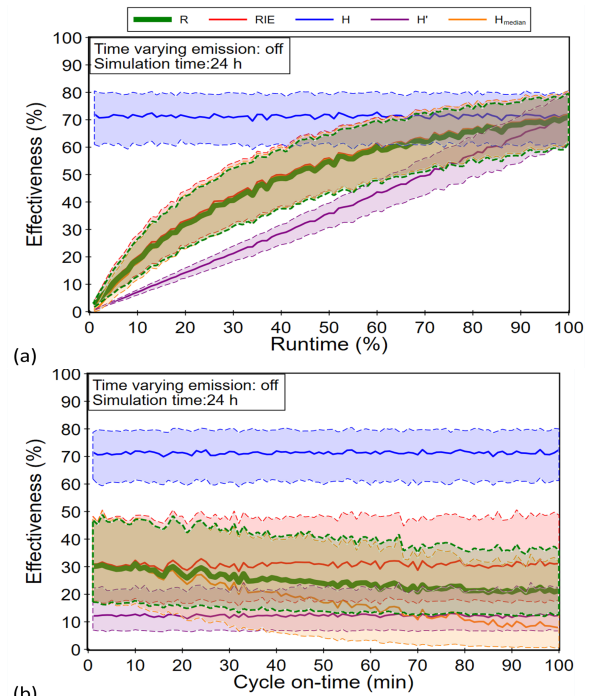 R RIE H H' Hmedian
Time varying emission: off
Simulation time:24 h
Effectiveness (%)
100
90
80
70
60
50
40
30
20
10
0
0 10 20 30 40 50 60 70 80 90 100
Runtime (%)
(a)
Time varying emission: off
Simulation time:24 h
Effectiveness (%)
100
90
80
70
60
50
40
30
20
10
0
0 10 20 30 40 50 60 70 80 90 100
Cycle on-time (min)
(b)